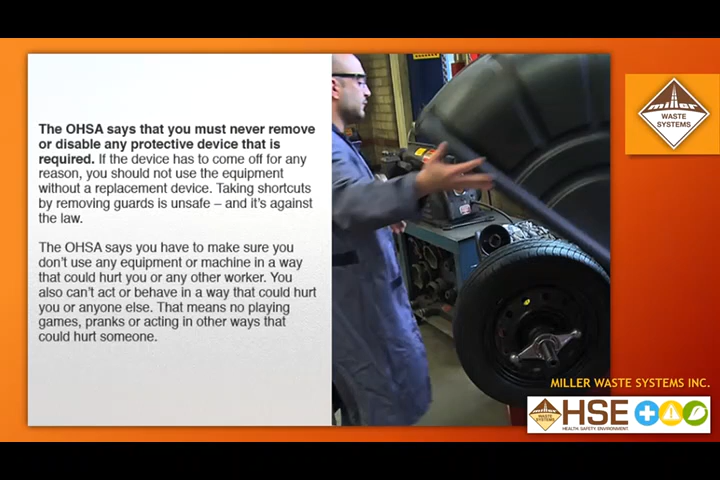 The OHSA says that you must never remove
or disable any protective device that is
required. If the device has to come off for any
reason, you should not use the equipment
without a replacement device. Taking shortcuts
by removing guards is unsafe – and it's against
the law.
The OHSA says you have to make sure you
don't use any equipment or machine in a way
that could hurt you or any other worker. You
also can't act or behave in a way that could hurt
you or anyone else. That means no playing
games, pranks or acting in other ways that
could hurt someone.
miller
WASTE
SYSTEMS
MILLER WASTE SYSTEMS INC.
WASTE
SYSTEMS
HSE
HEALTH SAFETY ENVIRONMENT